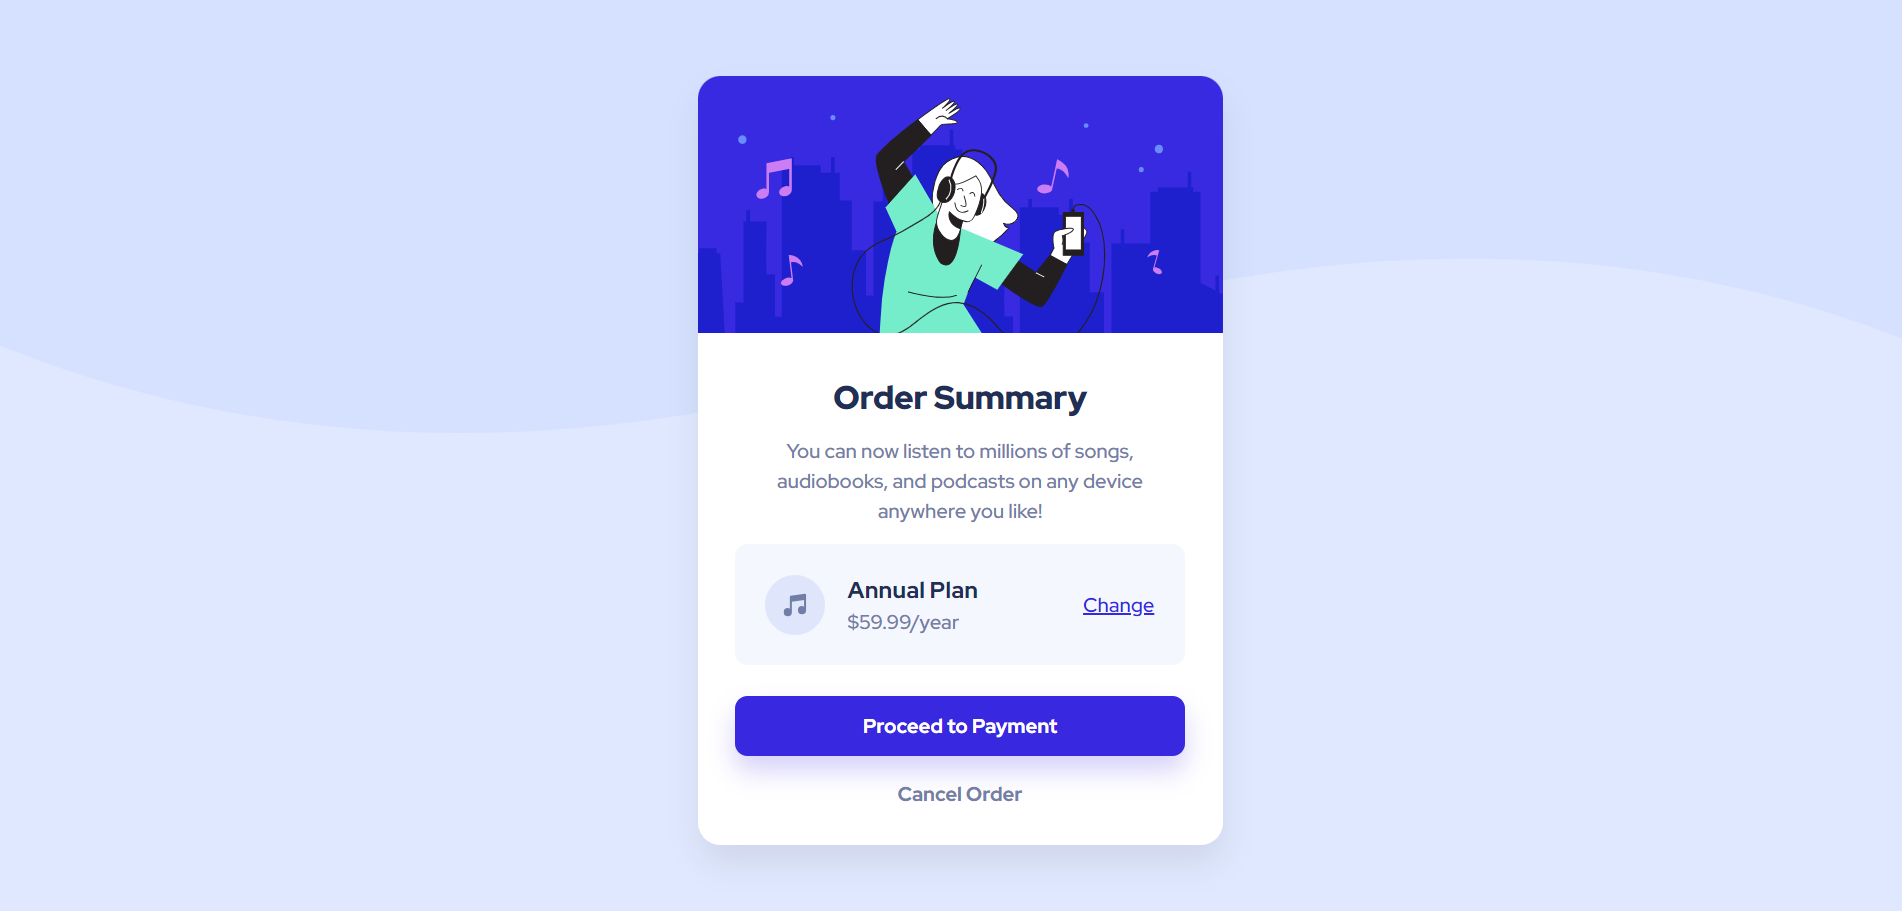 Order Summary
You can now listen to millions of songs,
audiobooks, and podcasts on any device
anywhere you like!
Annual Plan
$59.99/year
Change
Proceed to Payment
Cancel Order